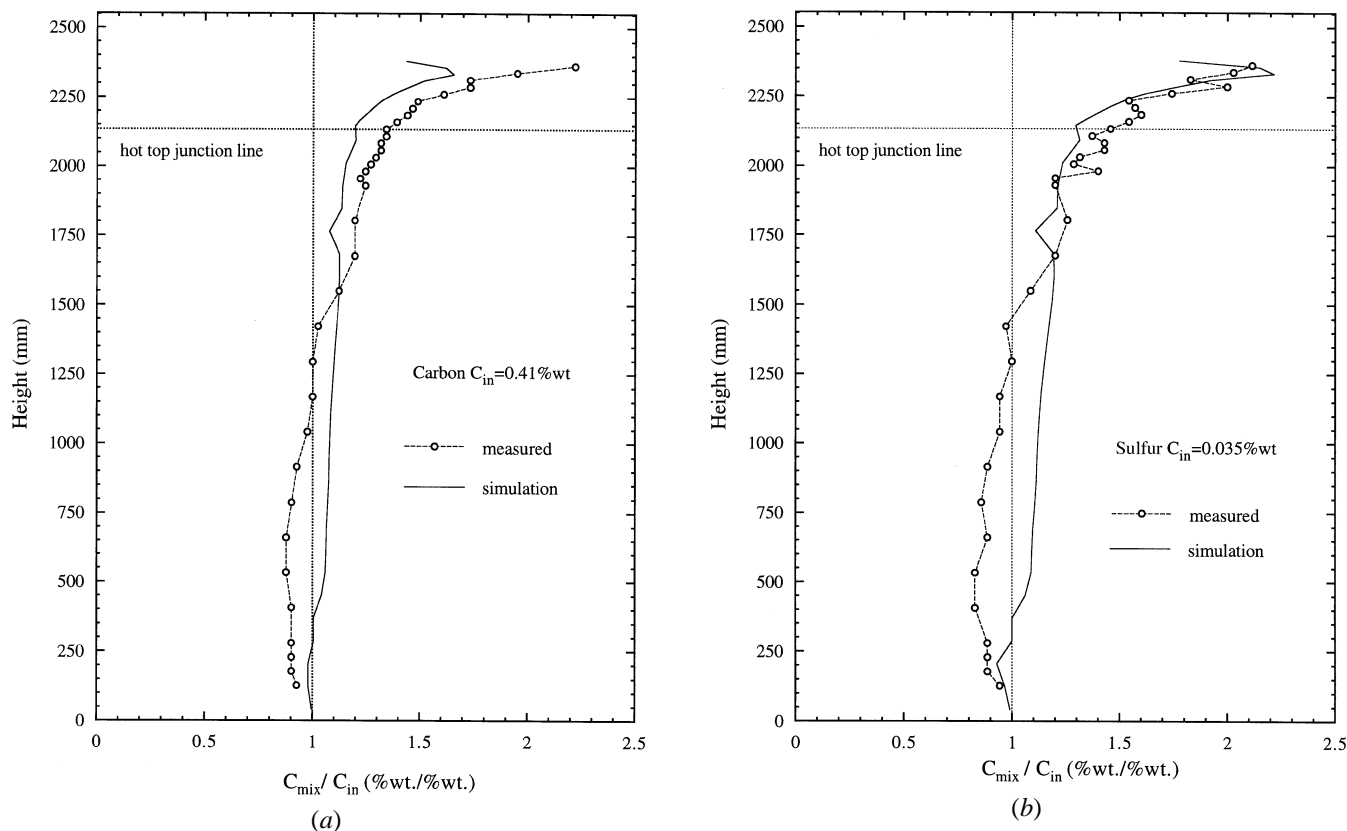 2500
2250
2000
1750
1500
1250
1000
750
500
250
0
Height (mm)
hot top junction line
Carbon C_in=0.41%wt
measured
simulation
0
0.5
1
1.5
2
2.5
C_mix/ C_in (%wt./%wt.)
(a)
2500
2250
2000
1750
1500
1250
1000
750
500
250
0
Height (mm)
hot top junction line
Sulfur C_in=0.035%wt
measured
simulation
0
0.5
1
1.5
2
2.5
C_mix / C_in (%wt./%wt.)
(b)